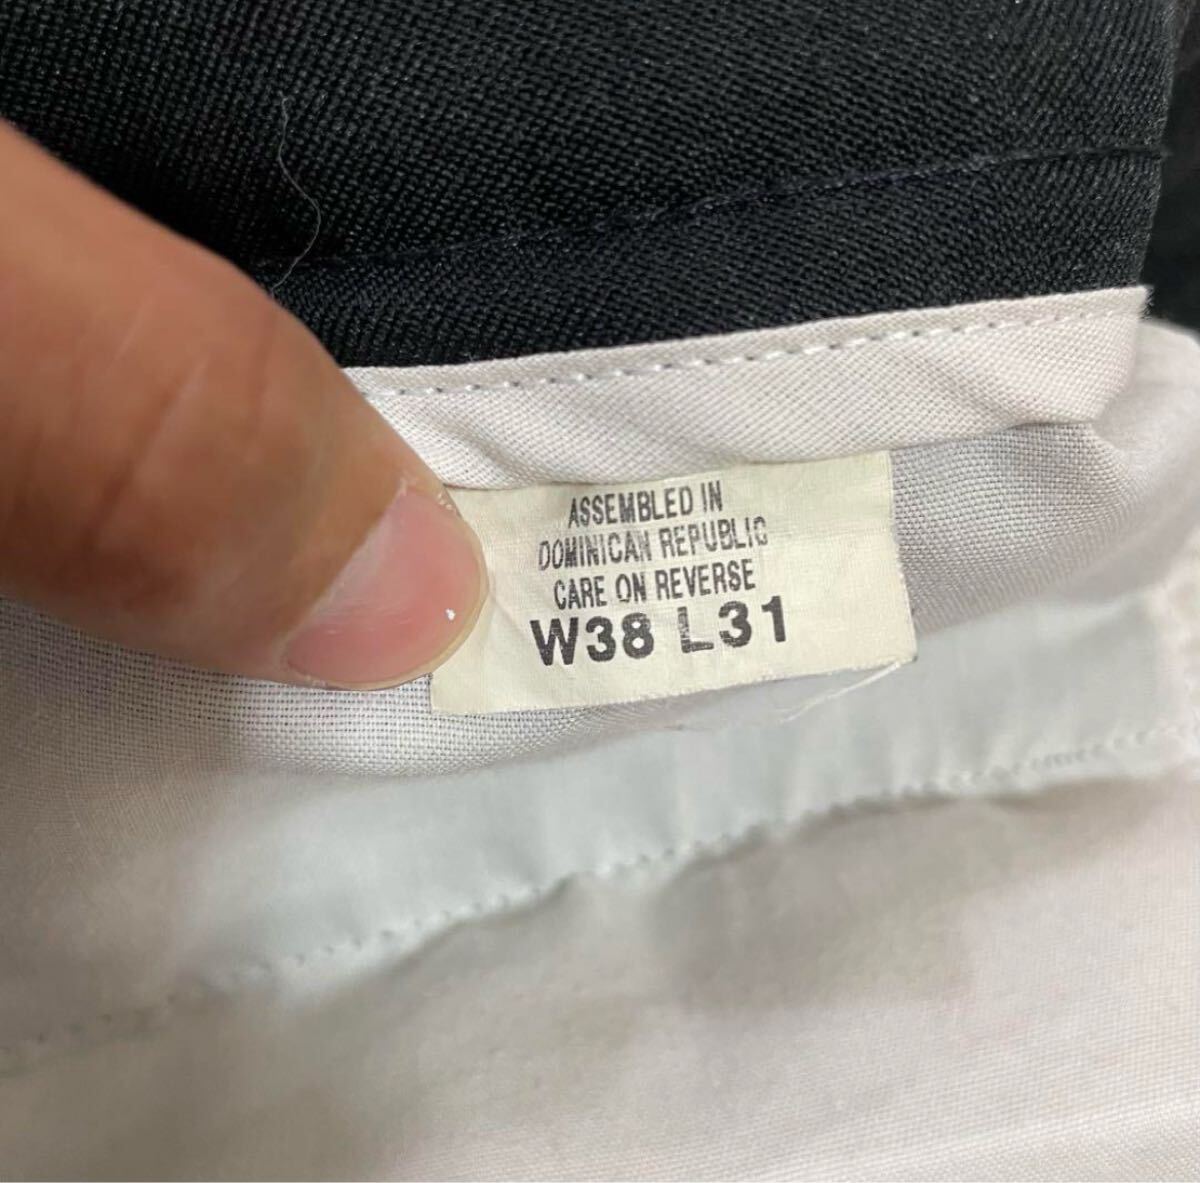 ASSEMBLED IN
DOMINICAN REPUBLIC
CARE ON REVERSE
W38 L31